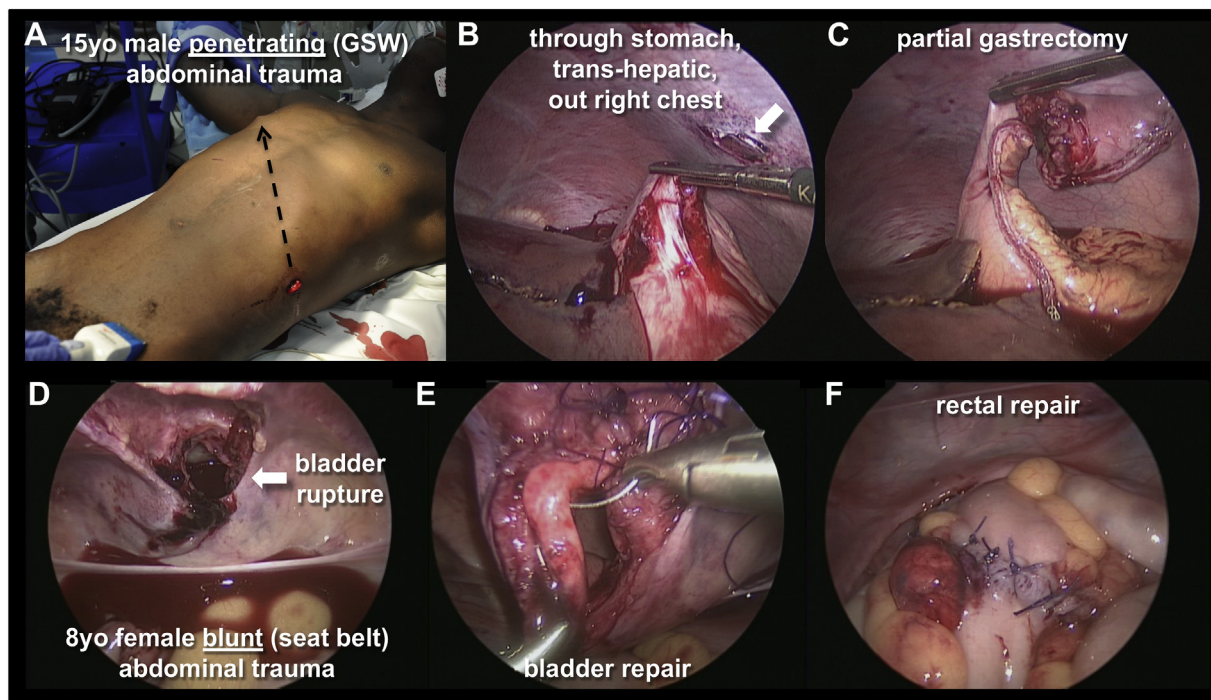 A
15yo male penetrating (GSW)
abdominal trauma
B
through stomach,
trans-hepatic,
out right chest
K
C
partial gastrectomy
D
bladder
rupture
8yo female blunt (seat belt)
abdominal trauma
E
bladder repair
F
rectal repair